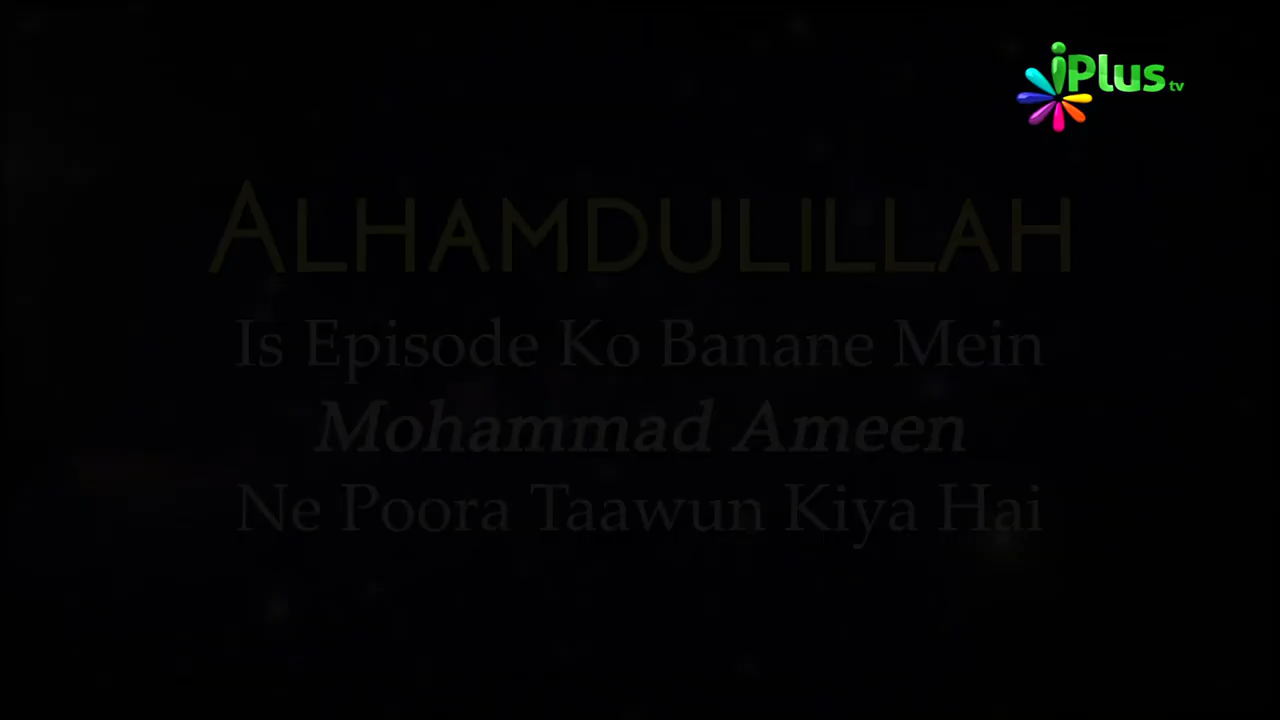 iPlus tv
ALHAMDULILLAH
Is Episode Ko Banane Mein
Mohammad Ameen
Ne Poora Taawun Kiya Hai